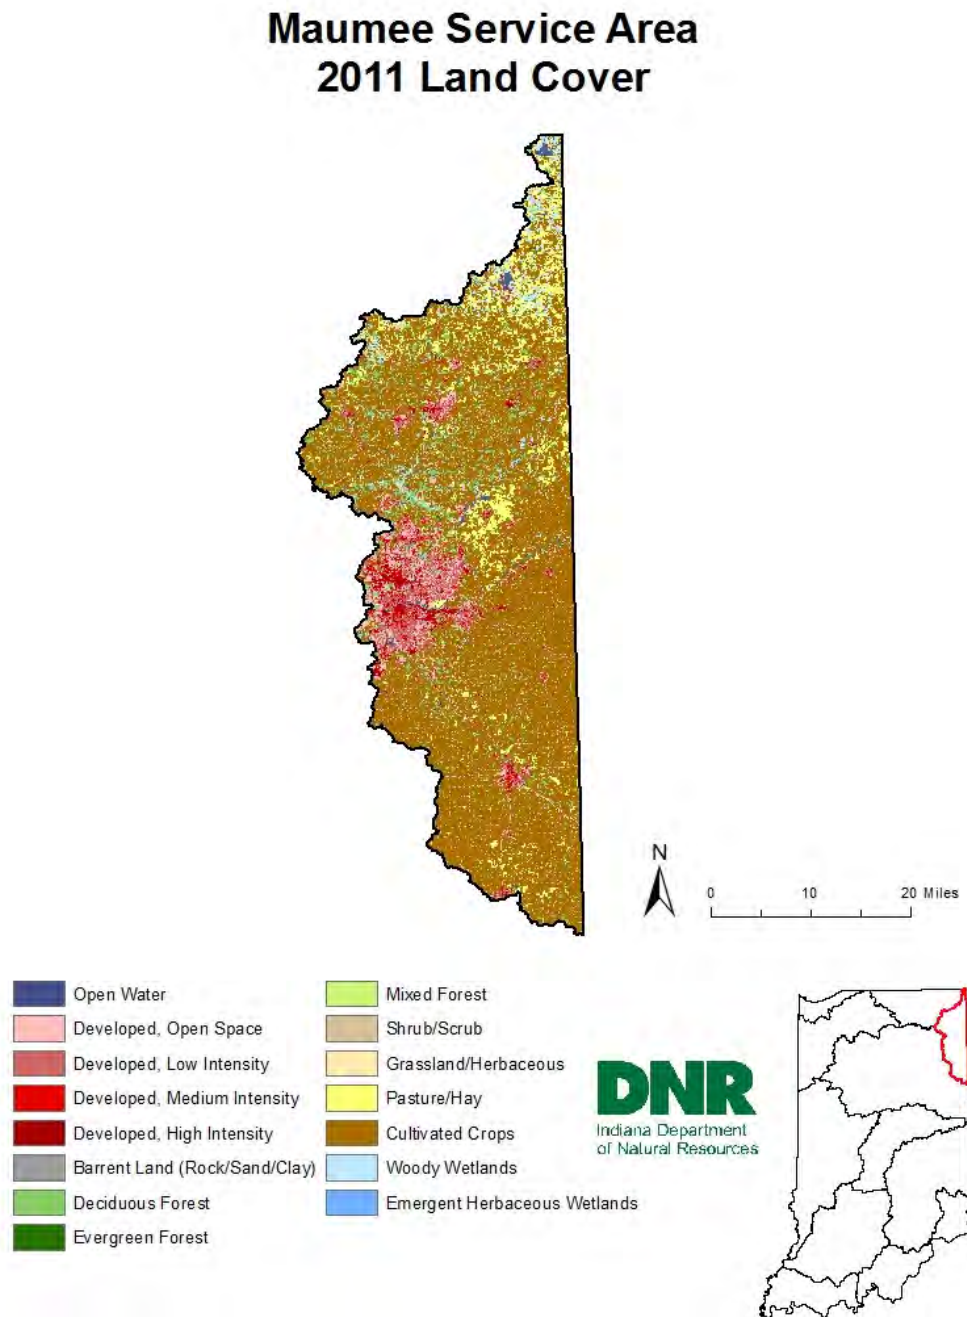 Maumee Service Area
2011 Land Cover
N
0 10 20 Miles
Open Water
Developed, Open Space
Developed, Low Intensity
Developed, Medium Intensity
Developed, High Intensity
Barrent Land (Rock/Sand/Clay)
Deciduous Forest
Evergreen Forest
Mixed Forest
Shrub/Scrub
Grassland/Herbaceous
Pasture/Hay
Cultivated Crops
Woody Wetlands
Emergent Herbaceous Wetlands
DNR
Indiana Department
of Natural Resources